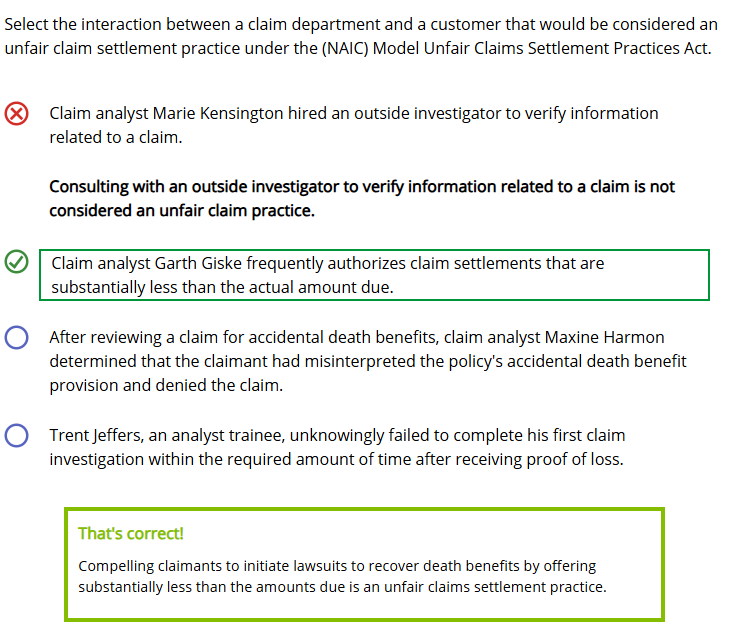 Select the interaction between a claim department and a customer that would be considered an
unfair claim settlement practice under the (NAIC) Model Unfair Claims Settlement Practices Act.
Claim analyst Marie Kensington hired an outside investigator to verify information
related to a claim.
Consulting with an outside investigator to verify information related to a claim is not
considered an unfair claim practice.
Claim analyst Garth Giske frequently authorizes claim settlements that are
substantially less than the actual amount due.
After reviewing a claim for accidental death benefits, claim analyst Maxine Harmon
determined that the claimant had misinterpreted the policy's accidental death benefit
provision and denied the claim.
Trent Jeffers, an analyst trainee, unknowingly failed to complete his first claim
investigation within the required amount of time after receiving proof of loss.
That's correct!
Compelling claimants to initiate lawsuits to recover death benefits by offering
substantially less than the amounts due is an unfair claims settlement practice.